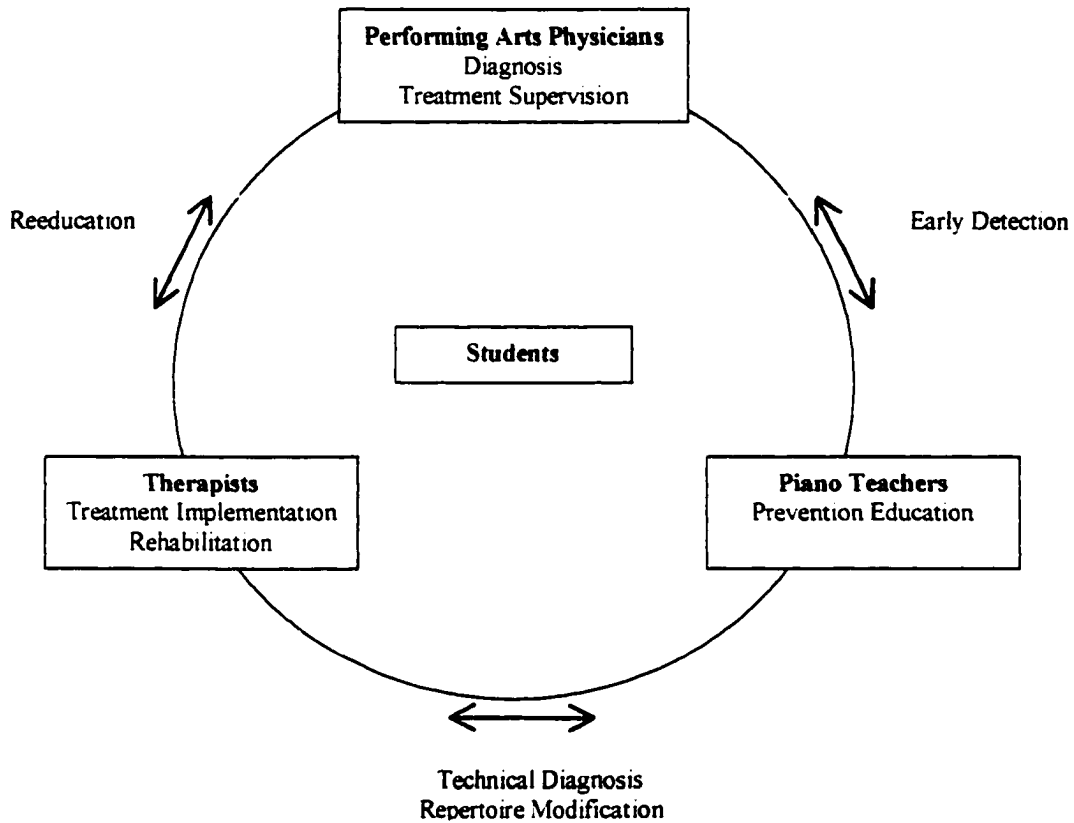 Performing Arts Physicians
Diagnosis
Treatment Supervision
Reeducation
Early Detection
Students
Therapists
Treatment Implementation
Rehabilitation
Piano Teachers
Prevention Education
Technical Diagnosis
Repertoire Modification